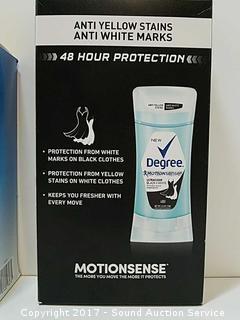 ANTI YELLOW STAINS
ANTI WHITE MARKS
48 HOUR PROTECTION
• PROTECTION FROM WHITE
MARKS ON BLACK CLOTHES
• PROTECTION FROM YELLOW
STAINS ON WHITE CLOTHES
• KEEPS YOU FRESHER WITH
EVERY MOVE
NEW
Degree
MOTIONSENSE
MOTIONSENSE™
THE MORE YOU MOVE THE MORE IT PROTECTS
Copyright © 2017 - K-Bid Auction Service